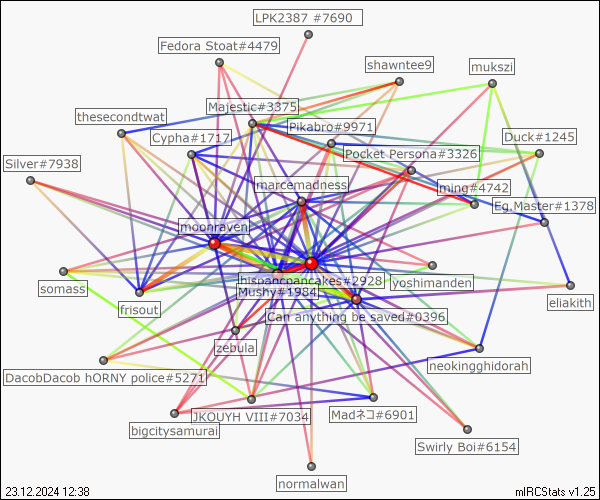 LPK2387 #7690
Fedora Stoat#4479
shawntee9
mukszi
Majestic#3375
thesecondtwat
Pikabro#9971
Cypha#1717
Duck#1245
Pocket Persona#3326
Silver#7938
marcemadness
ming#4742
Eg.Master#1378
moonraven
hispancpancakes#2928
yoshimanden
somass
eliakith
Mushy#1984
frisout
Can anything be saved#0396
zebula
neokingghidorah
DacobDacob hORNY police#5271
JKOUYH VIII#7034
Madネコ#6901
bigcitysamurai
Swirly Boi#6154
normalwan
23.12.2024 12:38
mIRCStats v1.25